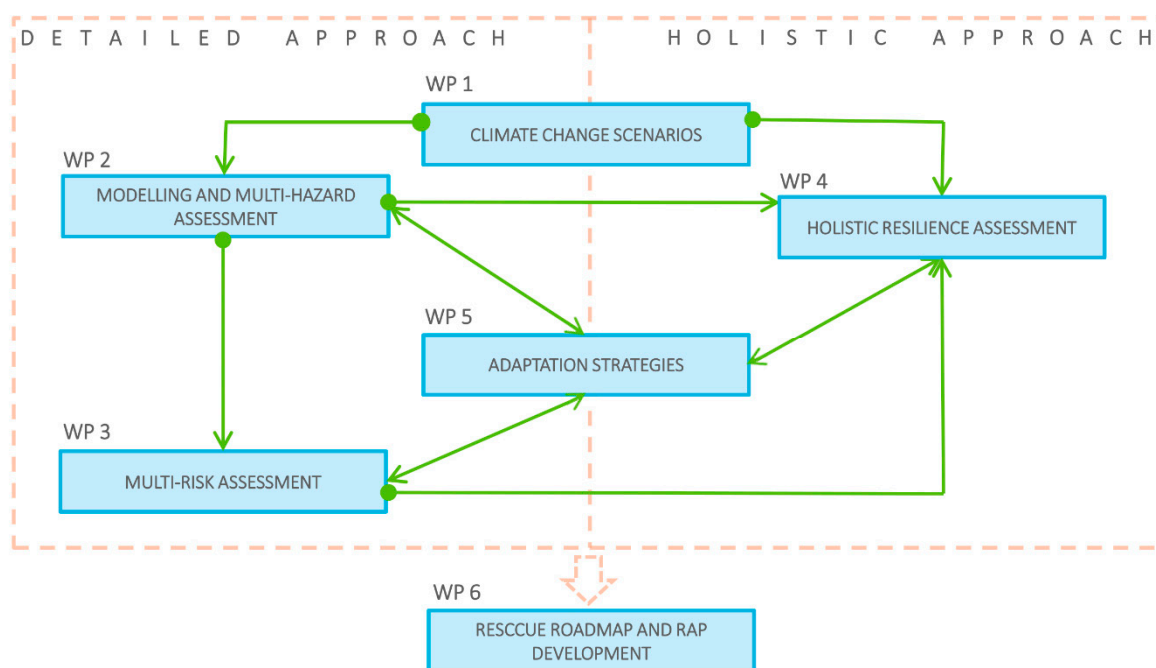 DETAILED APPROACH
HOLISTIC APPROACH
WP 1
CLIMATE CHANGE SCENARIOS
WP 2
MODELLING AND MULTI-HAZARD
ASSESSMENT
WP 4
HOLISTIC RESILIENCE ASSESSMENT
WP 5
ADAPTATION STRATEGIES
WP 3
MULTI-RISK ASSESSMENT
WP 6
RESCCUE ROADMAP AND RAP
DEVELOPMENT